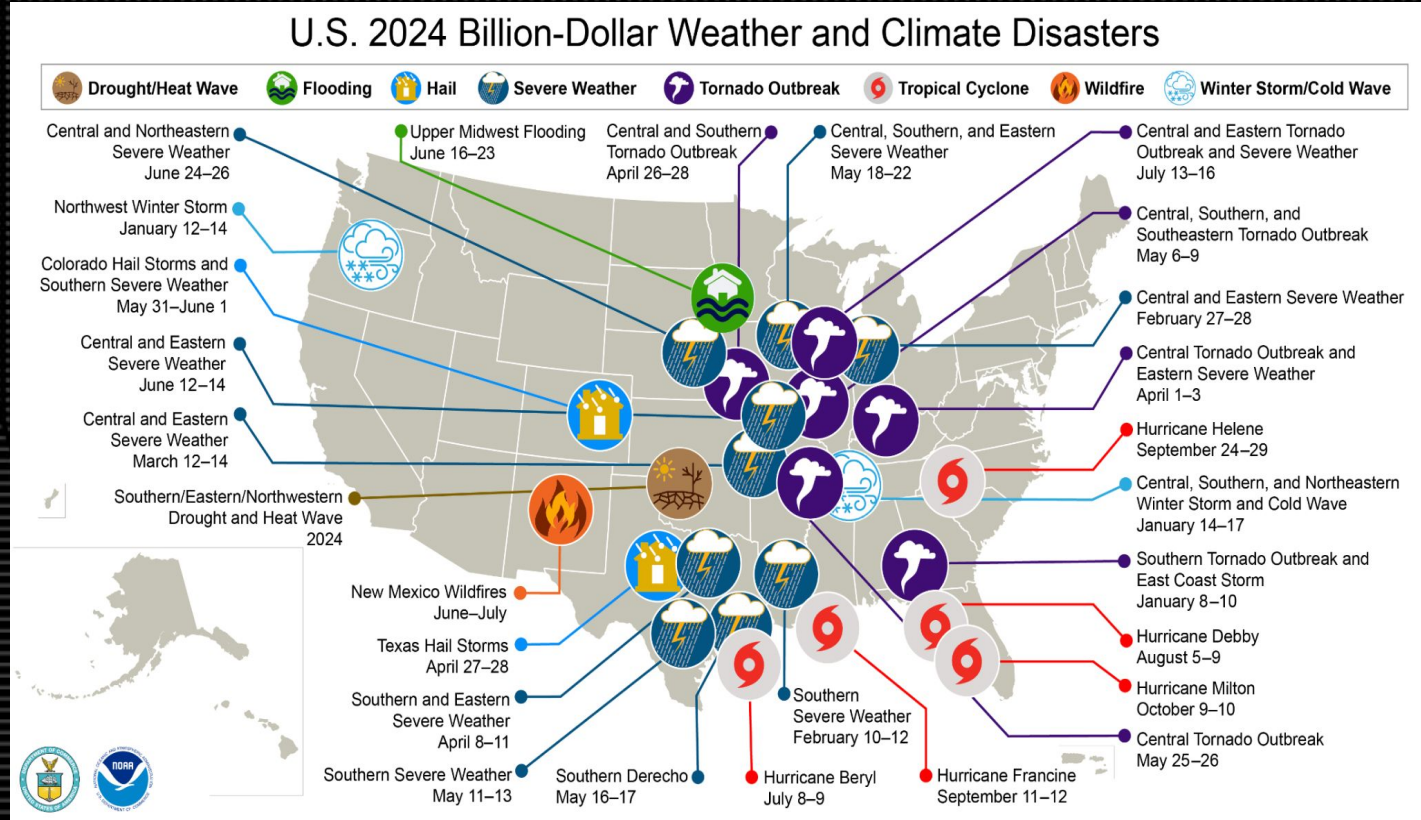 U.S. 2024 Billion-Dollar Weather and Climate Disasters
Drought/Heat Wave
Flooding
Hail
Severe Weather
Tornado Outbreak
Tropical Cyclone
Wildfire
Winter Storm/Cold Wave
Central and Northeastern
Severe Weather
June 24–26
Northwest Winter Storm
January 12–14
Colorado Hail Storms and
Southern Severe Weather
May 31–June 1
Central and Eastern
Severe Weather
June 12–14
Central and Eastern
Severe Weather
March 12–14
Southern/Eastern/Northwestern
Drought and Heat Wave
2024
New Mexico Wildfires
June–July
Texas Hail Storms
April 27–28
Southern and Eastern
Severe Weather
April 8–11
Southern Severe Weather
May 11–13
Upper Midwest Flooding
June 16–23
Central and Southern
Tornado Outbreak
April 26–28
Central, Southern, and Eastern
Severe Weather
May 18–22
Central and Eastern Tornado
Outbreak and Severe Weather
July 13–16
Central, Southern, and
Southeastern Tornado Outbreak
May 6–9
Central and Eastern Severe Weather
February 27–28
Central Tornado Outbreak and
Eastern Severe Weather
April 1–3
Hurricane Helene
September 24–29
Central, Southern, and Northeastern
Winter Storm and Cold Wave
January 14–17
Southern Tornado Outbreak and
East Coast Storm
January 8–10
Hurricane Debby
August 5–9
Hurricane Milton
October 9–10
Central Tornado Outbreak
May 25–26
Southern Derecho
May 16–17
Hurricane Beryl
July 8–9
Southern
Severe Weather
February 10–12
Hurricane Francine
September 11–12
NOAA